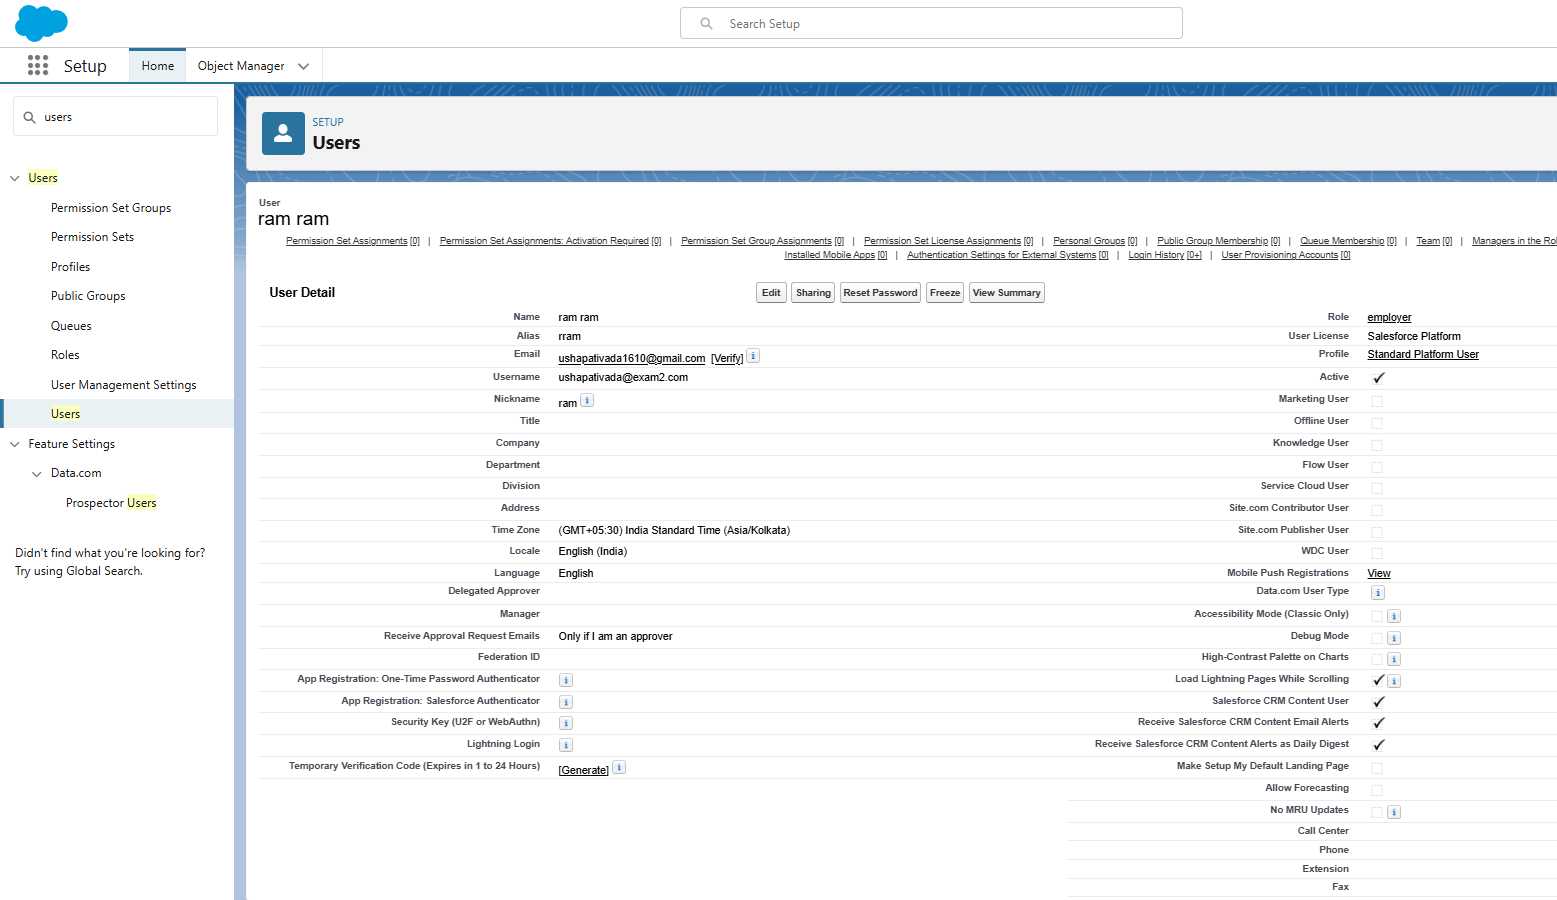 Search Setup
Setup
Home
Object Manager
users
Users
Permission Set Groups
Permission Sets
Profiles
Public Groups
Queues
Roles
User Management Settings
Users
Feature Settings
Data.com
Prospector Users
Didn't find what you're looking for?
Try using Global Search.
SETUP
Users
User
ram ram
Permission Set Assignments [0] | Permission Set Assignments: Activation Required [0] | Permission Set Group Assignments [0] | Permission Set License Assignments [0] | Personal Groups [0] | Public Group Membership [0] | Queue Membership [0] | Team [0] | Managers in the Rol
Installed Mobile Apps [0] | Authentication Settings for External Systems [0] | Login History [0+] | User Provisioning Accounts [0]
User Detail
Edit Sharing Reset Password Freeze View Summary
Name ram ram Role employer
Alias rram User License Salesforce Platform
Email ushapativada1610@gmail.com [Verify] i Profile Standard Platform User
Username ushapativada@exam2.com Active
Nickname ram i Marketing User
Title Offline User
Company Knowledge User
Department Flow User
Division Service Cloud User
Address Site.com Contributor User
Time Zone (GMT+05:30) India Standard Time (Asia/Kolkata) Site.com Publisher User
Locale English (India) WDC User
Language English Mobile Push Registrations View
Delegated Approver Data.com User Type i
Manager Accessibility Mode (Classic Only) i
Receive Approval Request Emails Only if I am an approver Debug Mode i
Federation ID High-Contrast Palette on Charts i
App Registration: One-Time Password Authenticator i Load Lightning Pages While Scrolling i
App Registration: Salesforce Authenticator i Salesforce CRM Content User
Security Key (U2F or WebAuthn) i Receive Salesforce CRM Content Email Alerts
Lightning Login i Receive Salesforce CRM Content Alerts as Daily Digest
Temporary Verification Code (Expires in 1 to 24 Hours) [Generate] i Make Setup My Default Landing Page
Allow Forecasting
No MRU Updates i
Call Center
Phone
Extension
Fax